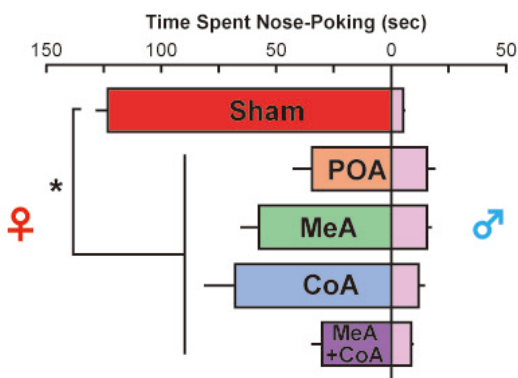 Time Spent Nose-Poking (sec)
150 100 50 0 50
Sham
*
POA
♀ MeA ♂
CoA
MeA
+CoA